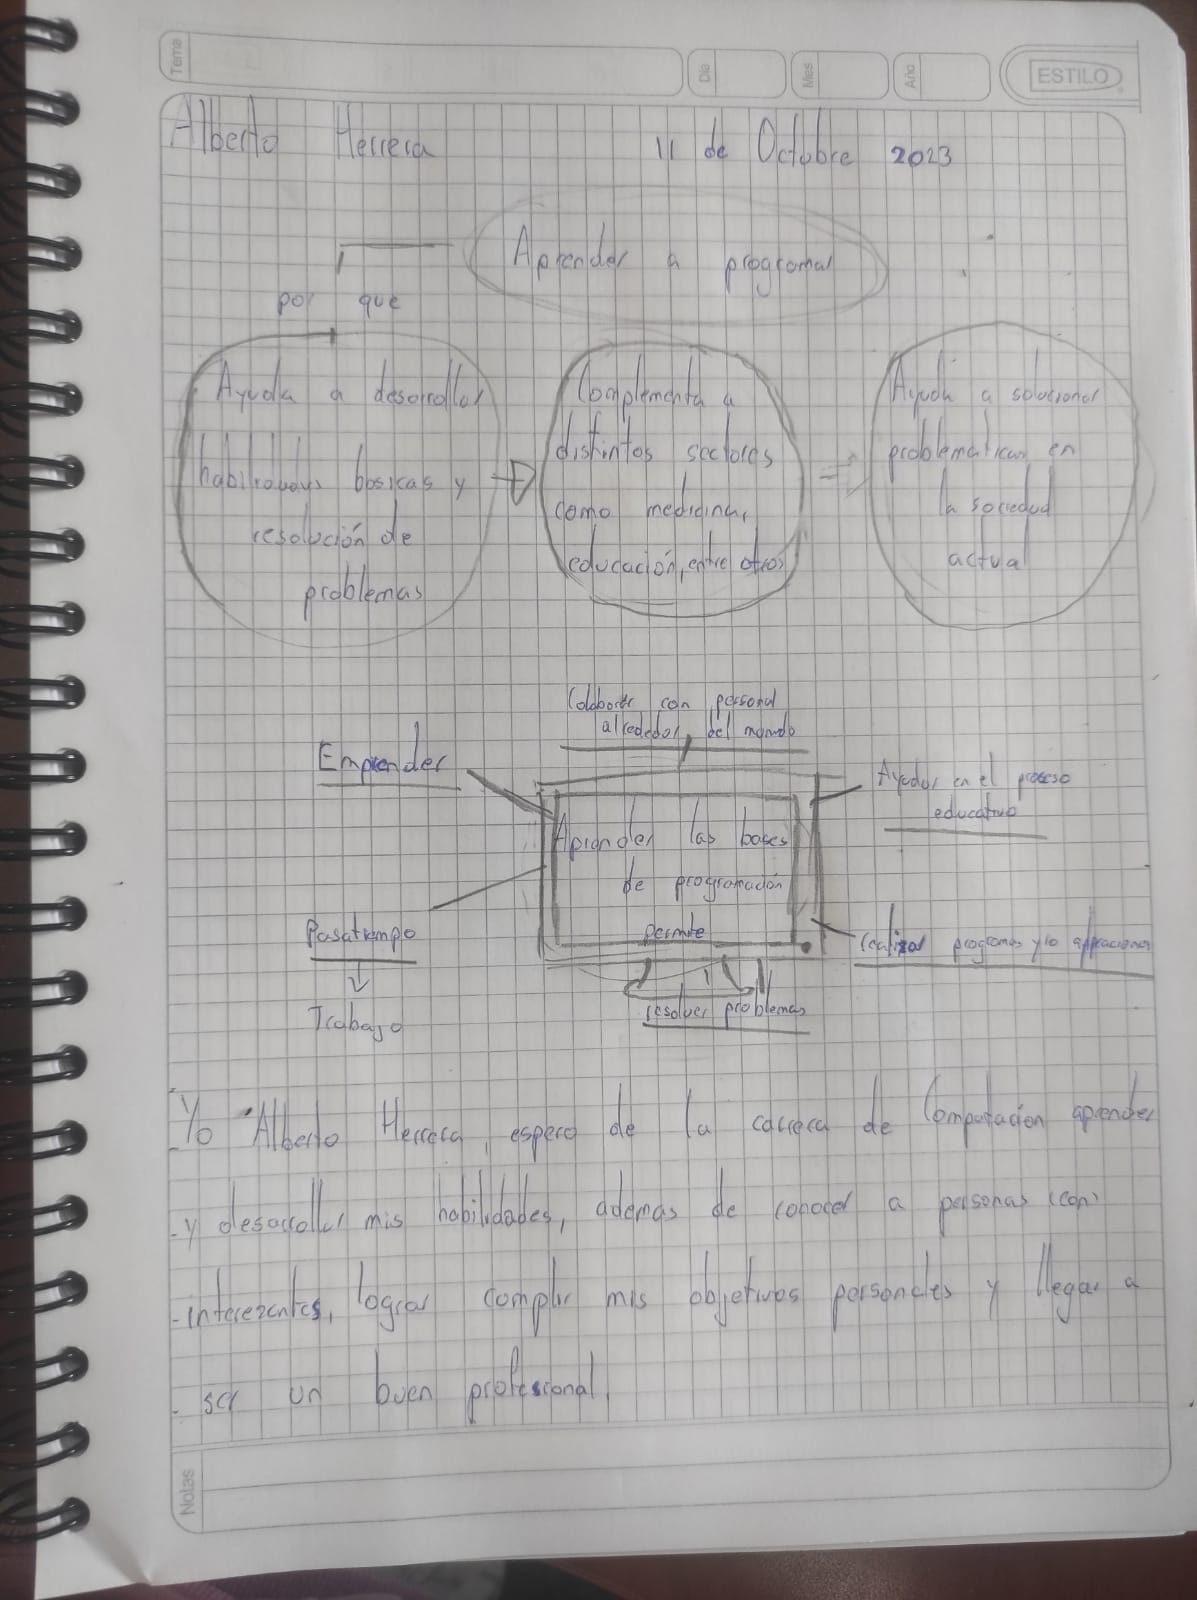 Tema
Día
Mes
Año
ESTILO
Alberto Herrera 11 de Octubre 2023
Aprender a programar
por que
Ayuda a desarrollar
habilidades basicas y
resolución de
problemas
Complementa a
distintos sectores
como medicina,
educación, entre otros
Ayuda a solucionar
problematicas en
la sociedad
actual
Colaborar con personal
alrededor del mundo
Emprender
Ayudar en el proceso
educativo
Aprender las bases
de programación
permite
Pasatiempo
Trabajo
realizar programas y/o aplicaciones
resolver problemas
Yo Alberto Herrera, espero de la carrera de Computación aprender
y desarrollar mis habilidades, ademas de conocer a personas (con)
interezantes, lograr complir mis objetivos personales y llegar a
ser un buen profesional.
Notas